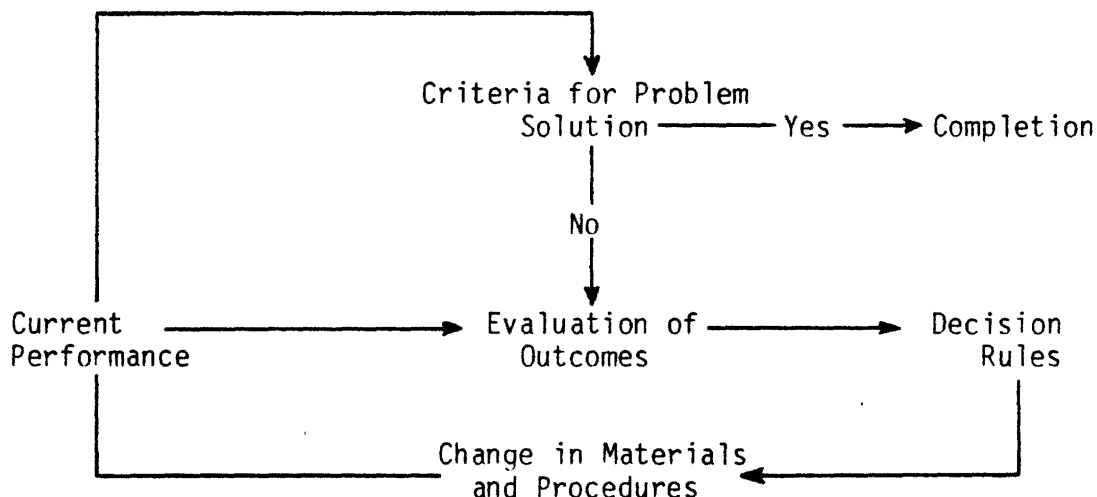 Criteria for Problem
Solution Yes Completion
No
Current Evaluation of Decision
Performance Outcomes Rules
Change in Materials
and Procedures